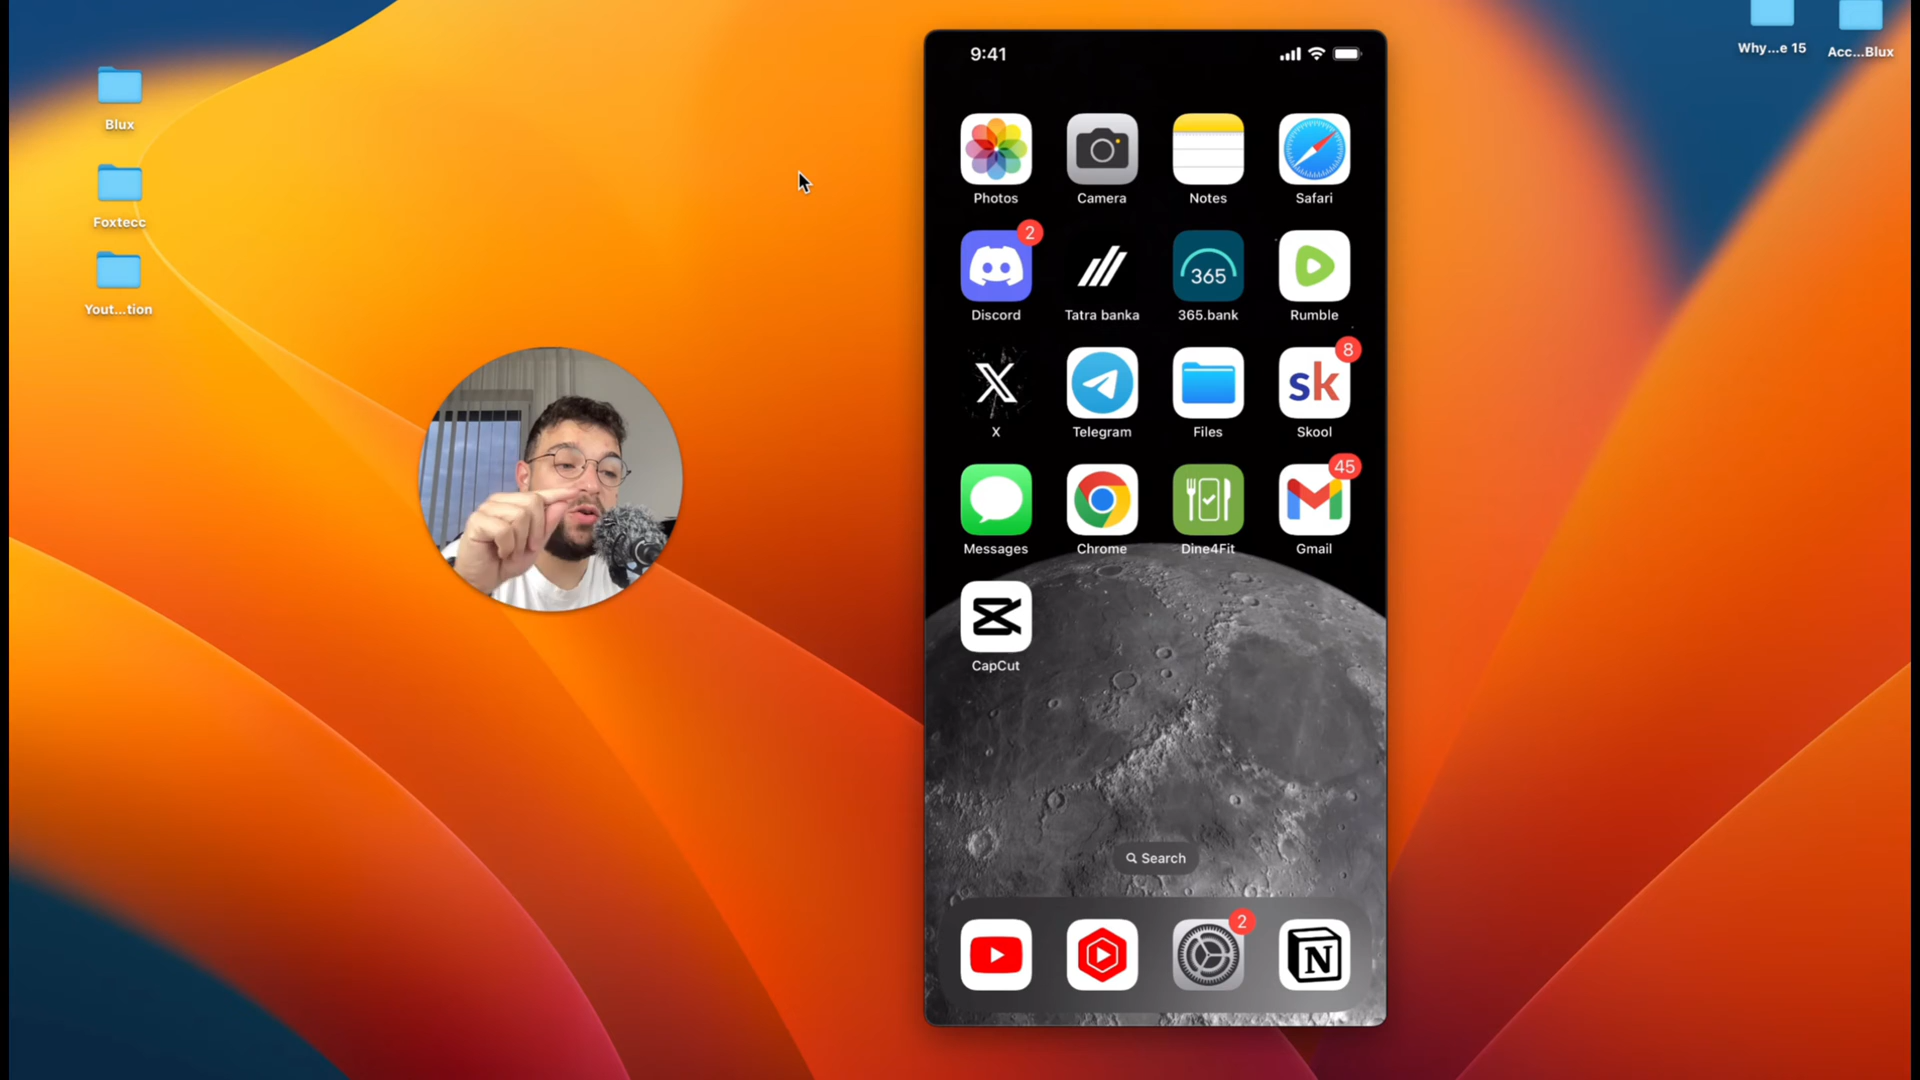 Why...e 15
Acc...Blux
Blux
Foxtecc
Yout...tion
9:41
Photos
Camera
Notes
Safari
2
365
Discord
Tatra banka
365.bank
Rumble
8
sk
X
Telegram
Files
Skool
45
Messages
Chrome
Dine4Fit
Gmail
CapCut
Search
2
N